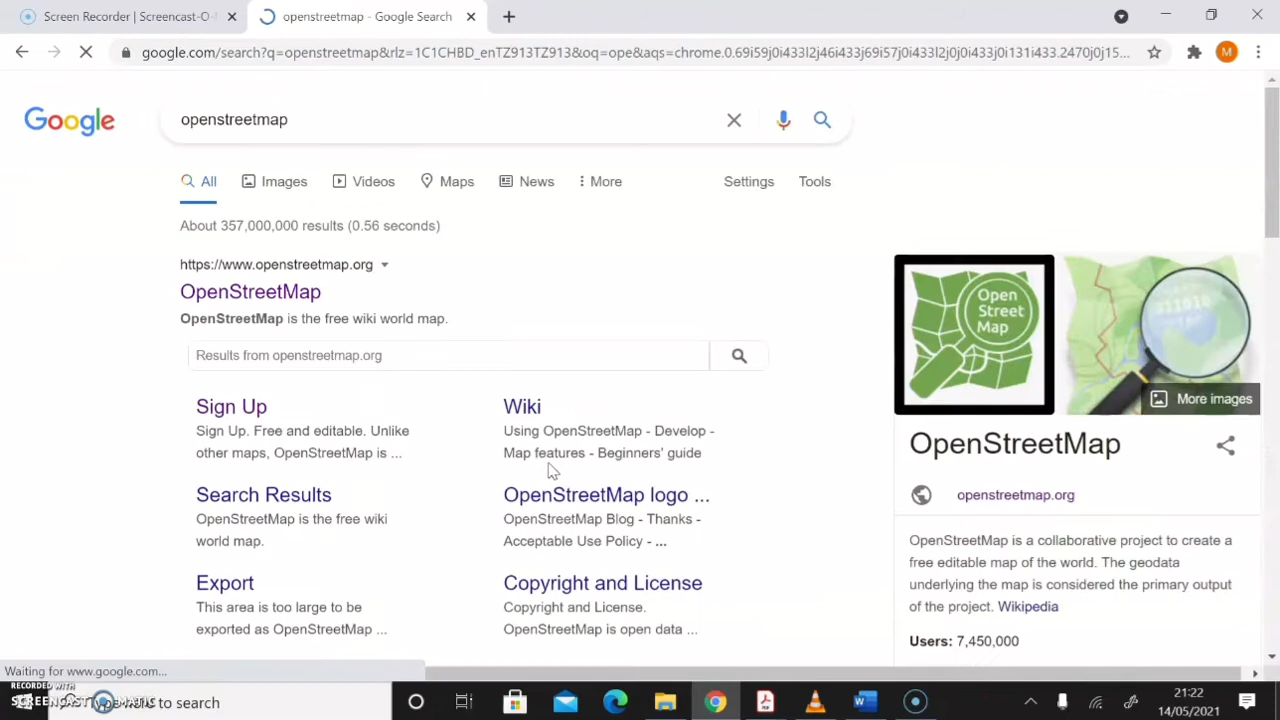 Screen Recorder | Screencast-O-
openstreetmap - Google Search
google.com/search?q=openstreetmap&rlz=1C1CHBD_enTZ913TZ913&oq=ope&aqs=chrome.0.69i59j0i433l2j46i433j69i57j0i433l2j0j0i433j0i131i433.2470j0j15...
M
Google
openstreetmap
All
Images
Videos
Maps
News
More
Settings
Tools
About 357,000,000 results (0.56 seconds)
https://www.openstreetmap.org
OpenStreetMap
OpenStreetMap is the free wiki world map.
Results from openstreetmap.org
Sign Up
Sign Up. Free and editable. Unlike
other maps, OpenStreetMap is ...
Wiki
Using OpenStreetMap - Develop -
Map features - Beginners' guide
Search Results
OpenStreetMap is the free wiki
world map.
OpenStreetMap logo ...
OpenStreetMap Blog - Thanks -
Acceptable Use Policy - ...
Export
This area is too large to be
exported as OpenStreetMap ...
Copyright and License
Copyright and License.
OpenStreetMap is open data ...
Open
Street
Map
More images
OpenStreetMap
openstreetmap.org
OpenStreetMap is a collaborative project to create a
free editable map of the world. The geodata
underlying the map is considered the primary output
of the project. Wikipedia
Users: 7,450,000
Waiting for www.google.com...
RECORDED WITH
SCREENCAST MATIC
to search
21:22
14/05/2021